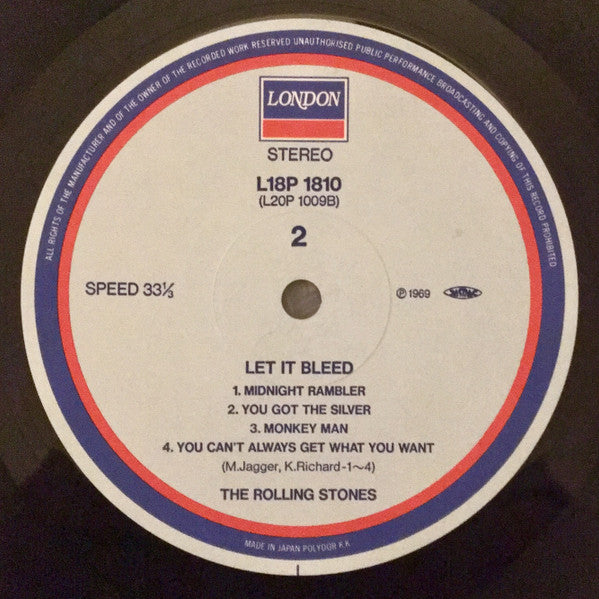 ALL RIGHTS OF THE MANUFACTURER AND OF THE OWNER OF THE RECORDED WORK RESERVED UNAUTHORISED PUBLIC PERFORMANCE BROADCASTING AND COPYING OF THIS RECORD PROHIBITED
LONDON
STEREO
L18P 1810
(L20P 1009B)
2
SPEED 33⅓
℗ 1969
LET IT BLEED
1. MIDNIGHT RAMBLER
2. YOU GOT THE SILVER
3. MONKEY MAN
4. YOU CAN'T ALWAYS GET WHAT YOU WANT
(M.Jagger, K.Richard-1〜4)
THE ROLLING STONES
MADE IN JAPAN POLYDOR K.K.